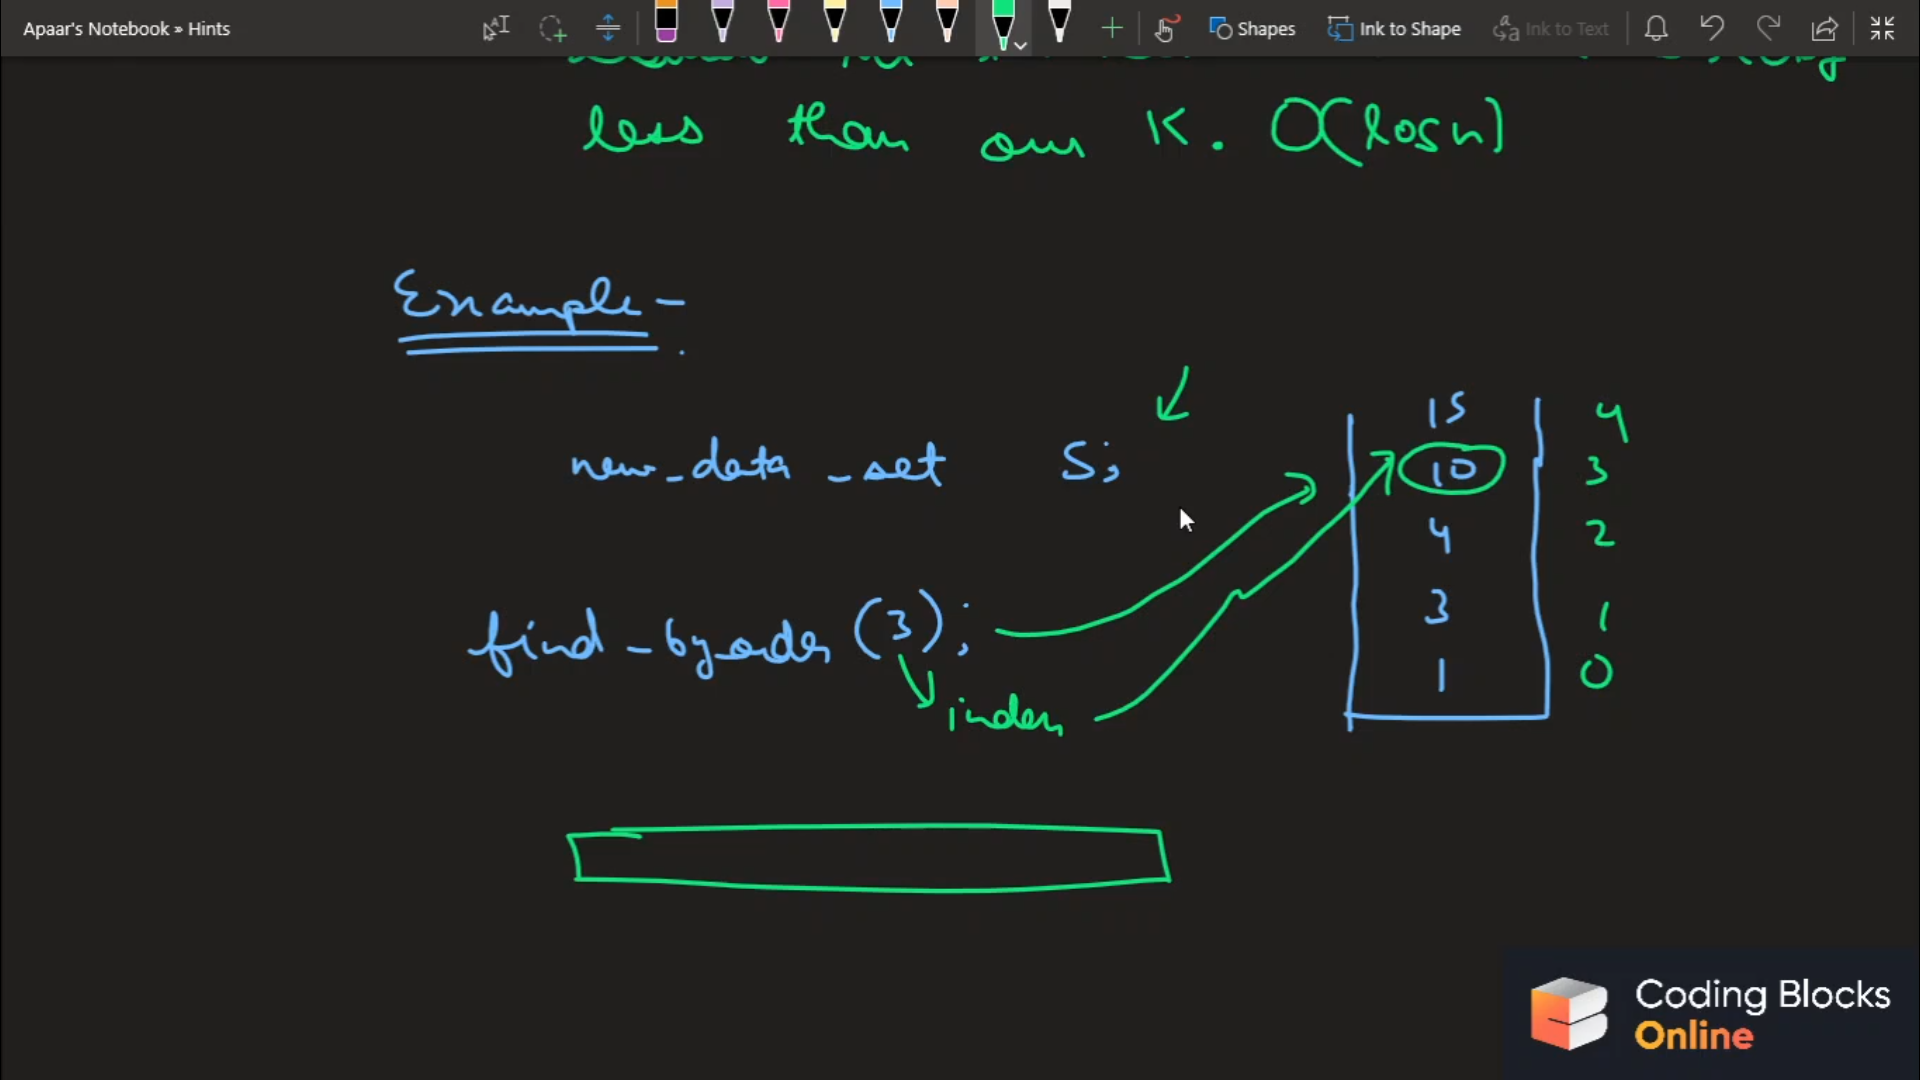 Apaar's Notebook » Hints
Shapes
Ink to Shape
Ink to Text
less than our K. O(log n)
Example -
new_data_set S;
find_by_order (3);
index
15 4
10 3
4 2
3 1
1 0
Coding Blocks
Online